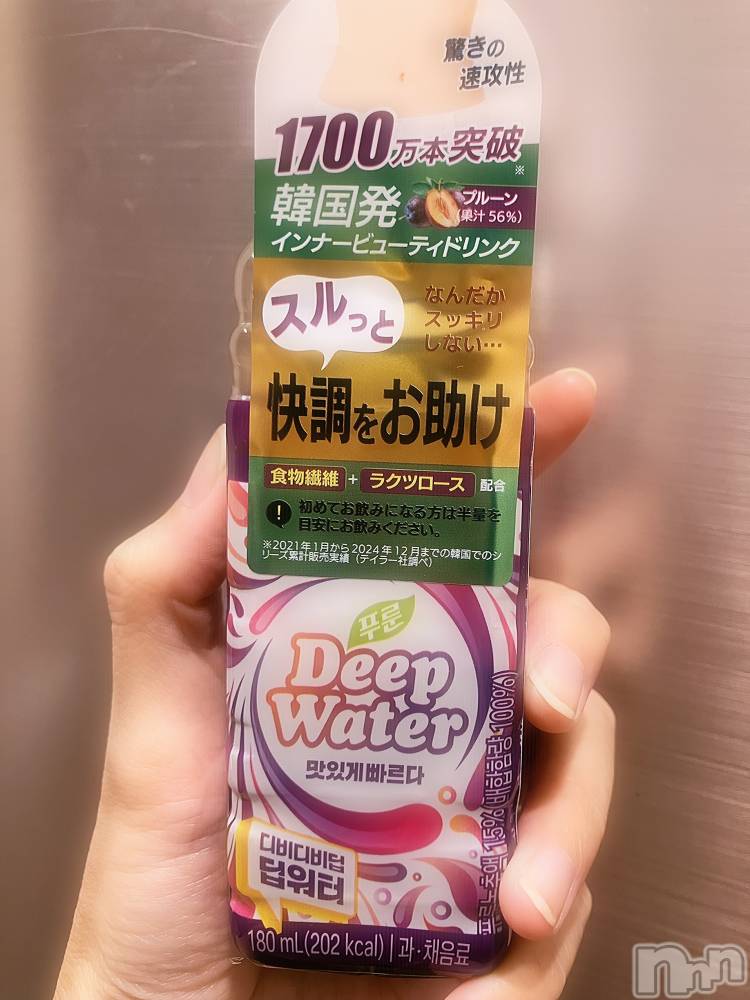 驚きの
速攻性
1700万本突破
※
韓国発
プルーン
(果汁56%)
インナービューティドリンク
スルっと
なんだか
スッキリ
しない…
快調をお助け
食物繊維 + ラクツロース 配合
! 初めてお飲みになる方は半量を
目安にお飲みください。
※2021年1月から2024年12月までの韓国でのシ
リーズ累計販売実績（テイラー社調べ）
푸룬
Deep
Water
맛있게빠르다
디비디비딥
딥워터
180 mL(202 kcal) | 과·채음료
15%(배합함량 100%)
nnn